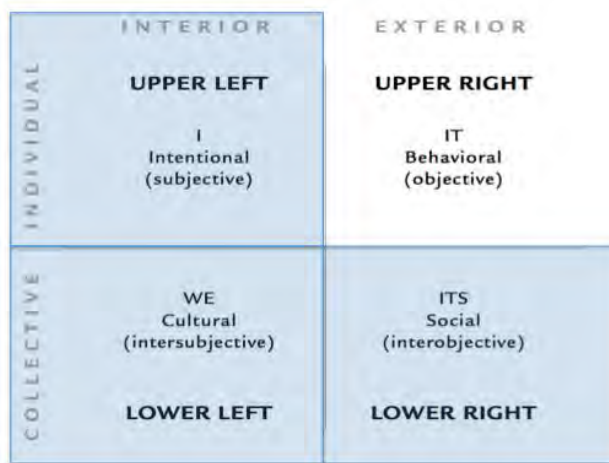 INTERIOR
EXTERIOR
INDIVIDUAL
UPPER LEFT
I
Intentional
(subjective)
UPPER RIGHT
IT
Behavioral
(objective)
COLLECTIVE
WE
Cultural
(intersubjective)
LOWER LEFT
ITS
Social
(interobjective)
LOWER RIGHT